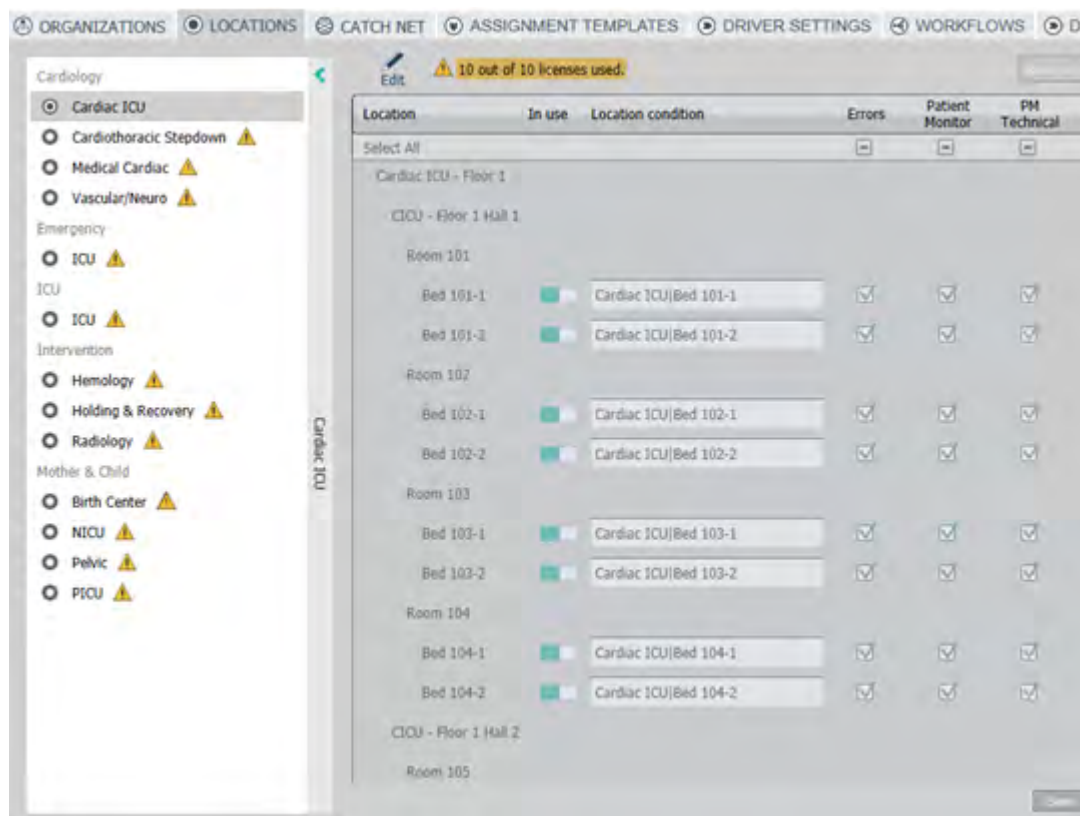 ORGANIZATIONS LOCATIONS CATCH NET ASSIGNMENT TEMPLATES DRIVER SETTINGS WORKFLOWS D
Cardiology
Cardiac ICU
Cardiothoracic Stepdown
Medical Cardiac
Vascular/Neuro
Emergency
ICU
ICU
ICU
Intervention
Hemology
Holding & Recovery
Radiology
Mother & Child
Birth Center
NICU
Pelvic
PICU
Cardiac ICU
Edit 10 out of 10 licenses used.
Location In use Location condition Errors Patient Monitor PM Technical
Select All
Cardiac ICU - Floor 1
CICU - Floor 1 Hall 1
Room 101
Bed 101-1 Cardiac ICU|Bed 101-1
Bed 101-2 Cardiac ICU|Bed 101-2
Room 102
Bed 102-1 Cardiac ICU|Bed 102-1
Bed 102-2 Cardiac ICU|Bed 102-2
Room 103
Bed 103-1 Cardiac ICU|Bed 103-1
Bed 103-2 Cardiac ICU|Bed 103-2
Room 104
Bed 104-1 Cardiac ICU|Bed 104-1
Bed 104-2 Cardiac ICU|Bed 104-2
CICU - Floor 1 Hall 2
Room 105